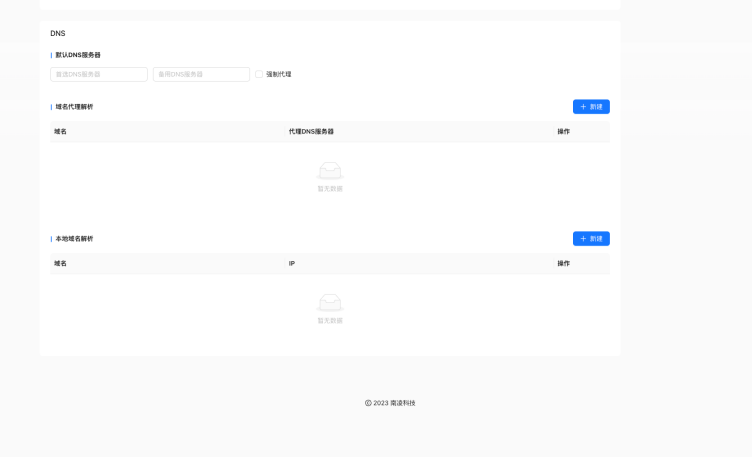 DNS
默认DNS服务器
首选DNS服务器 备用DNS服务器 强制代理
域名代理解析 + 新建
域名 代理DNS服务器 操作
暂无数据
本地域名解析 + 新建
域名 IP 操作
暂无数据
© 2023 南凌科技